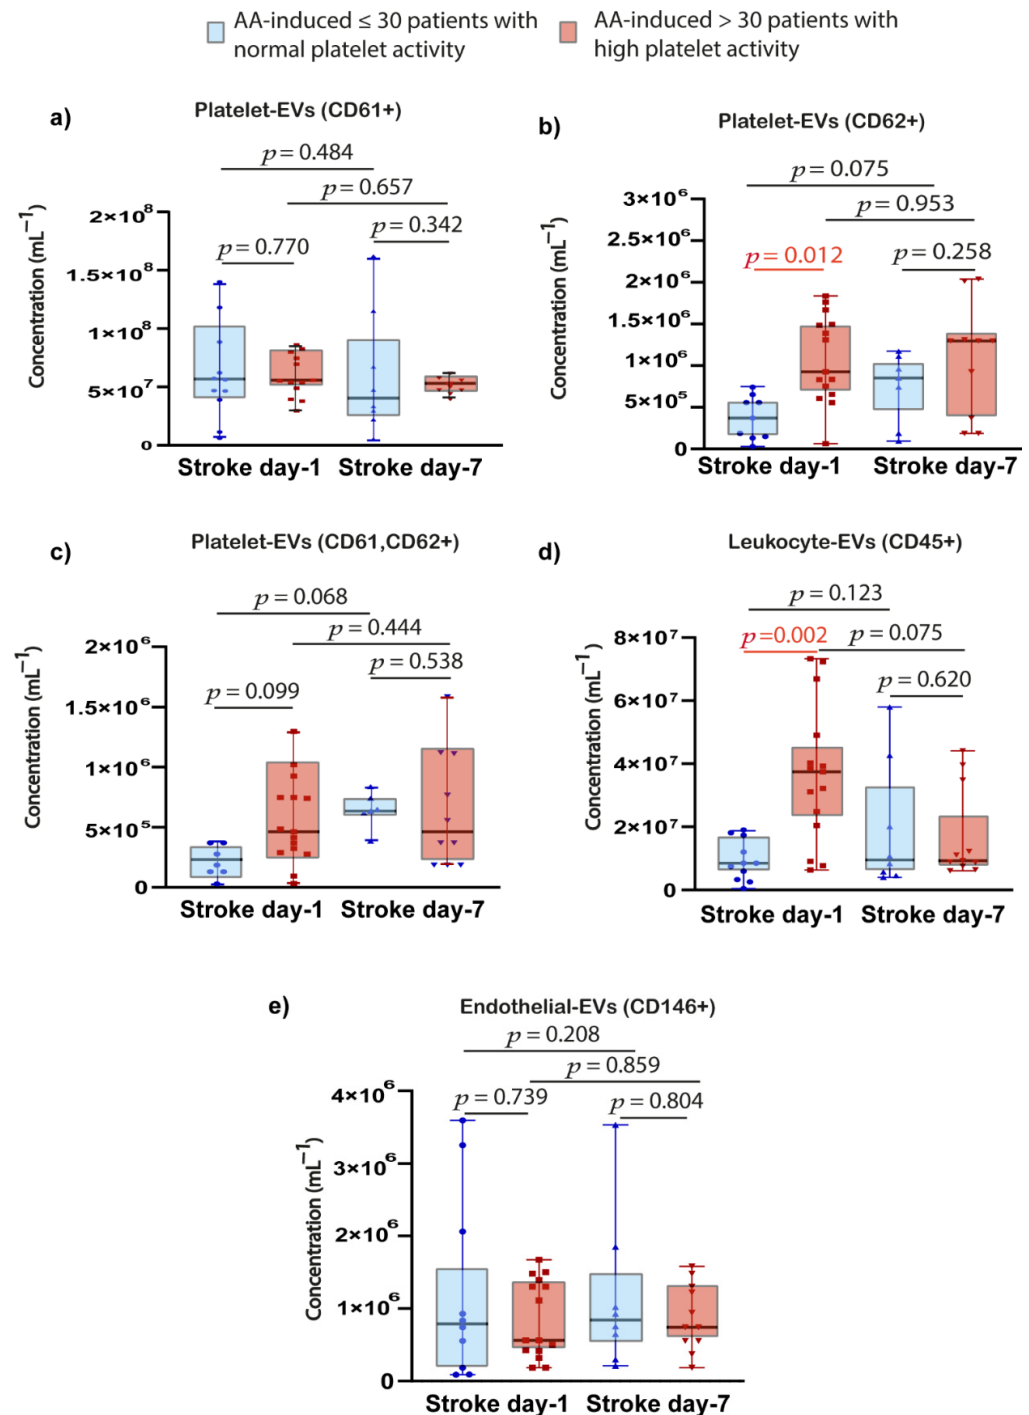 AA-induced ≤ 30 patients with
normal platelet activity
AA-induced > 30 patients with
high platelet activity
a)
Platelet-EVs (CD61+)
p = 0.484
p = 0.657
p = 0.770
p = 0.342
Concentration (mL⁻¹)
2×10⁸
1.5×10⁸
1×10⁸
5×10⁷
0
Stroke day-1
Stroke day-7
b)
Platelet-EVs (CD62+)
p = 0.075
p = 0.953
p = 0.012
p = 0.258
Concentration (mL⁻¹)
3×10⁶
2.5×10⁶
2×10⁶
1.5×10⁶
1×10⁶
5×10⁵
0
Stroke day-1
Stroke day-7
c)
Platelet-EVs (CD61,CD62+)
p = 0.068
p = 0.444
p = 0.099
p = 0.538
Concentration (mL⁻¹)
2×10⁶
1.5×10⁶
1×10⁶
5×10⁵
0
Stroke day-1
Stroke day-7
d)
Leukocyte-EVs (CD45+)
p = 0.123
p =0.002
p = 0.075
p = 0.620
Concentration (mL⁻¹)
8×10⁷
6×10⁷
4×10⁷
2×10⁷
0
Stroke day-1
Stroke day-7
e)
Endothelial-EVs (CD146+)
p = 0.208
p = 0.859
p = 0.739
p = 0.804
Concentration (mL⁻¹)
4×10⁶
3×10⁶
2×10⁶
1×10⁶
0
Stroke day-1
Stroke day-7